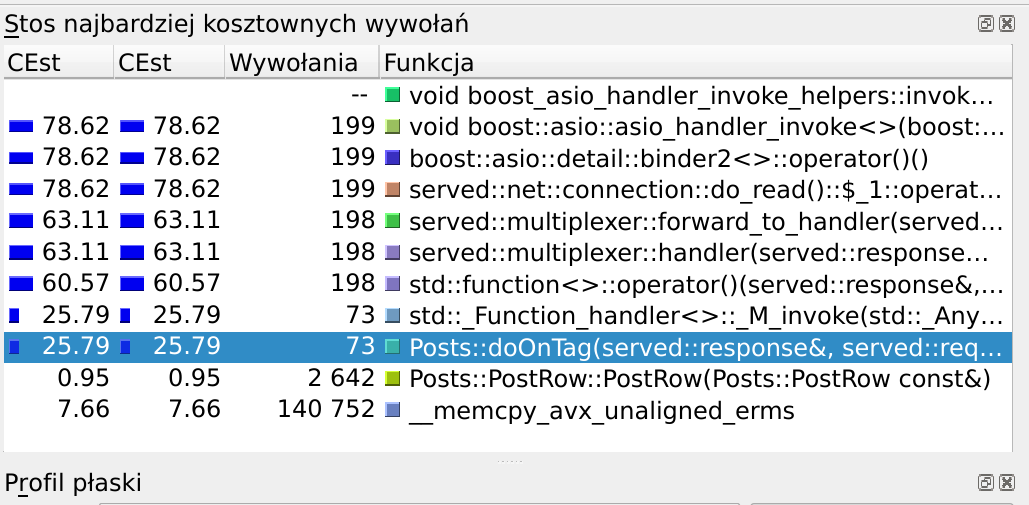 Stos najbardziej kosztownych wywołań
CEst CEst Wywołania Funkcja
-- void boost_asio_handler_invoke_helpers::invok...
78.62 78.62 199 void boost::asio::asio_handler_invoke<>(boost:...
78.62 78.62 199 boost::asio::detail::binder2<>::operator()()
78.62 78.62 199 served::net::connection::do_read()::$_1::operat...
63.11 63.11 198 served::multiplexer::forward_to_handler(served...
63.11 63.11 198 served::multiplexer::handler(served::response...
60.57 60.57 198 std::function<>::operator()(served::response&,...
25.79 25.79 73 std::_Function_handler<>::_M_invoke(std::_Any...
25.79 25.79 73 Posts::doOnTag(served::response&, served::req...
0.95 0.95 2 642 Posts::PostRow::PostRow(Posts::PostRow const&)
7.66 7.66 140 752 __memcpy_avx_unaligned_erms
Profil płaski